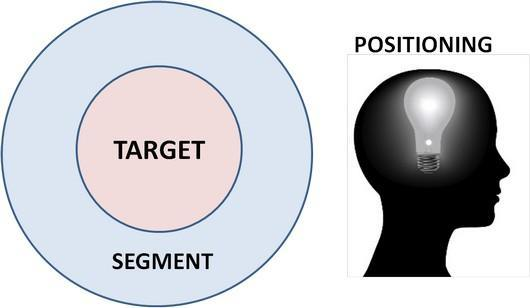 POSITIONING
TARGET
SEGMENT